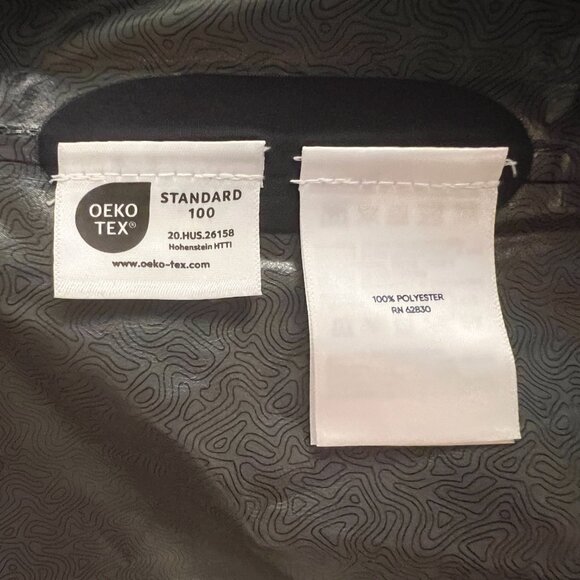 OEKO
TEX®
STANDARD
100
20.HUS.26158
Hohenstein HTTI
www.oeko-tex.com
100% POLYESTER
RN 62830